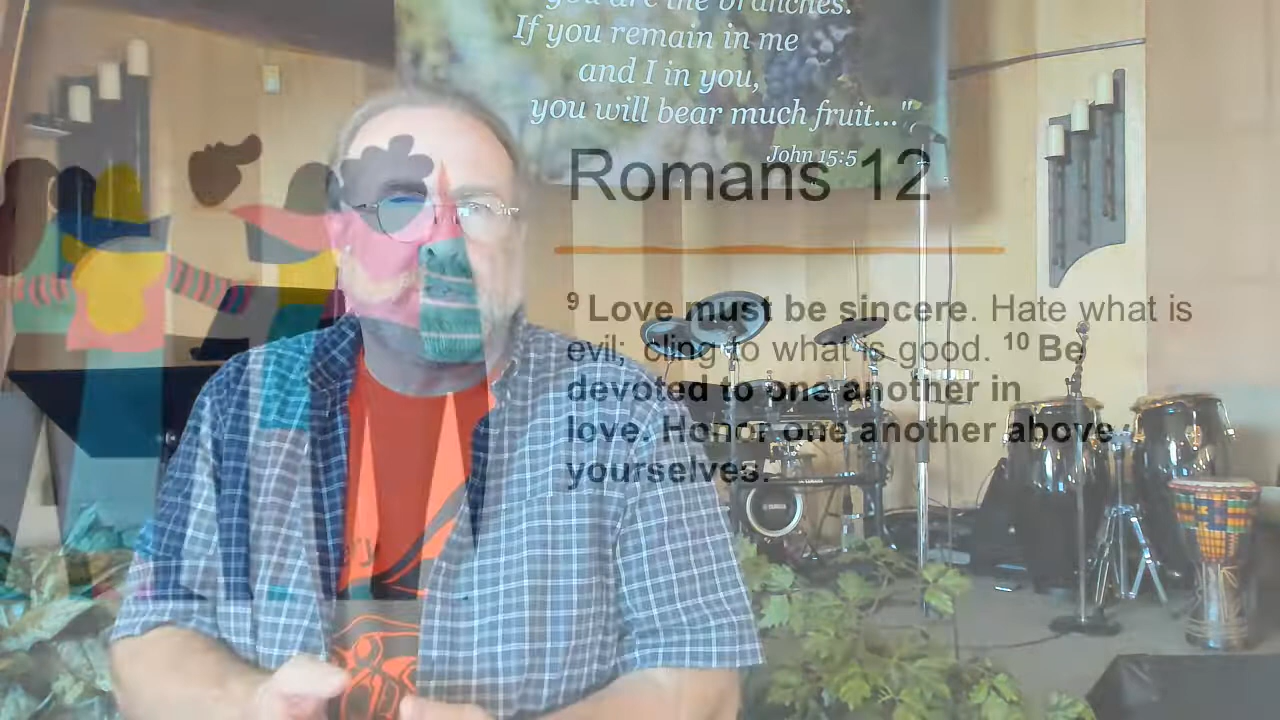 you are the branches.
If you remain in me
and I in you,
you will bear much fruit..."
John 15:5
Romans 12
9 Love must be sincere. Hate what is
evil; cling to what is good. 10 Be
devoted to one another in
love. Honor one another above
yourselves.